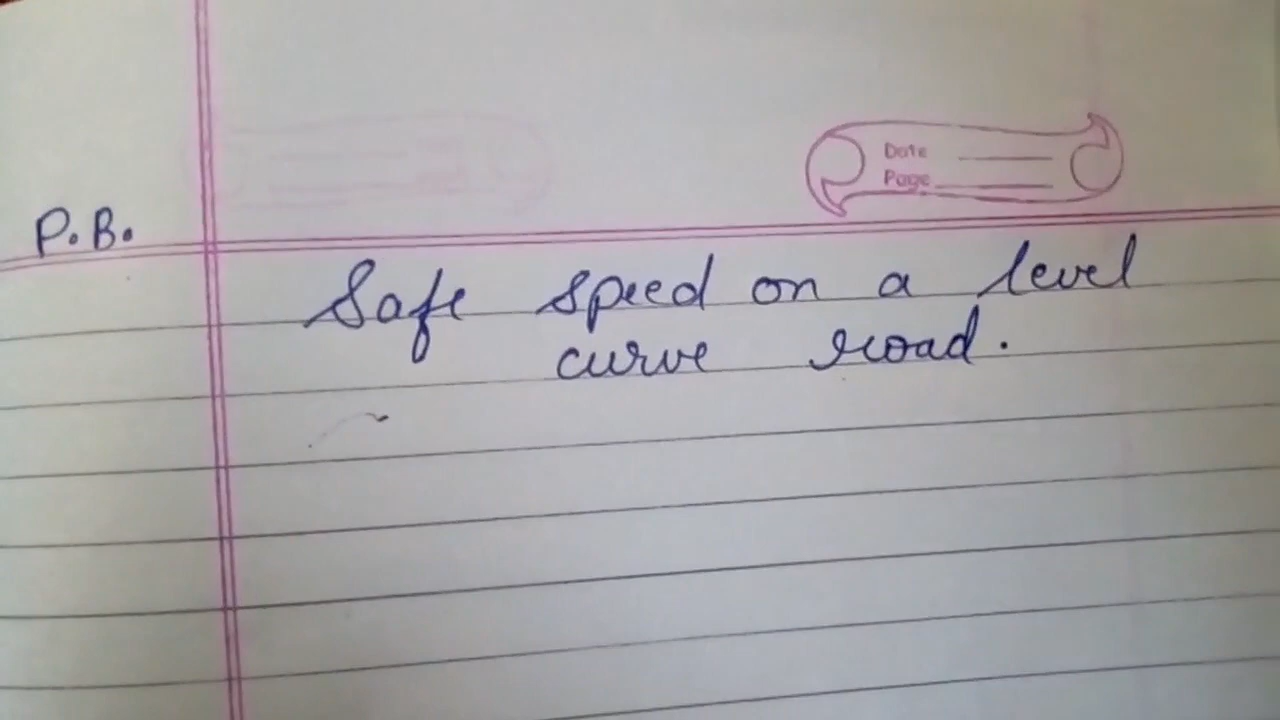 Date
Page
P.B.
Safe speed on a level
curve road.